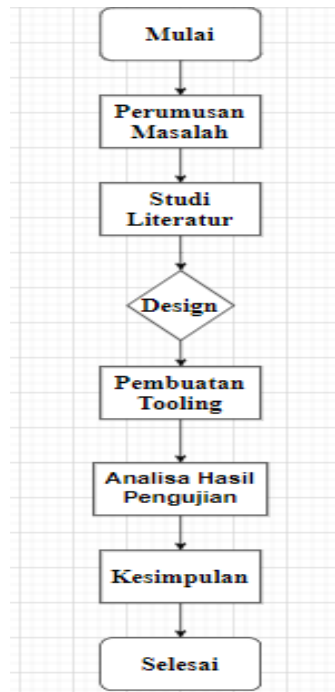 Mulai
Perumusan
Masalah
Studi
Literatur
Design
Pembuatan
Tooling
Analisa Hasil
Pengujian
Kesimpulan
Selesai